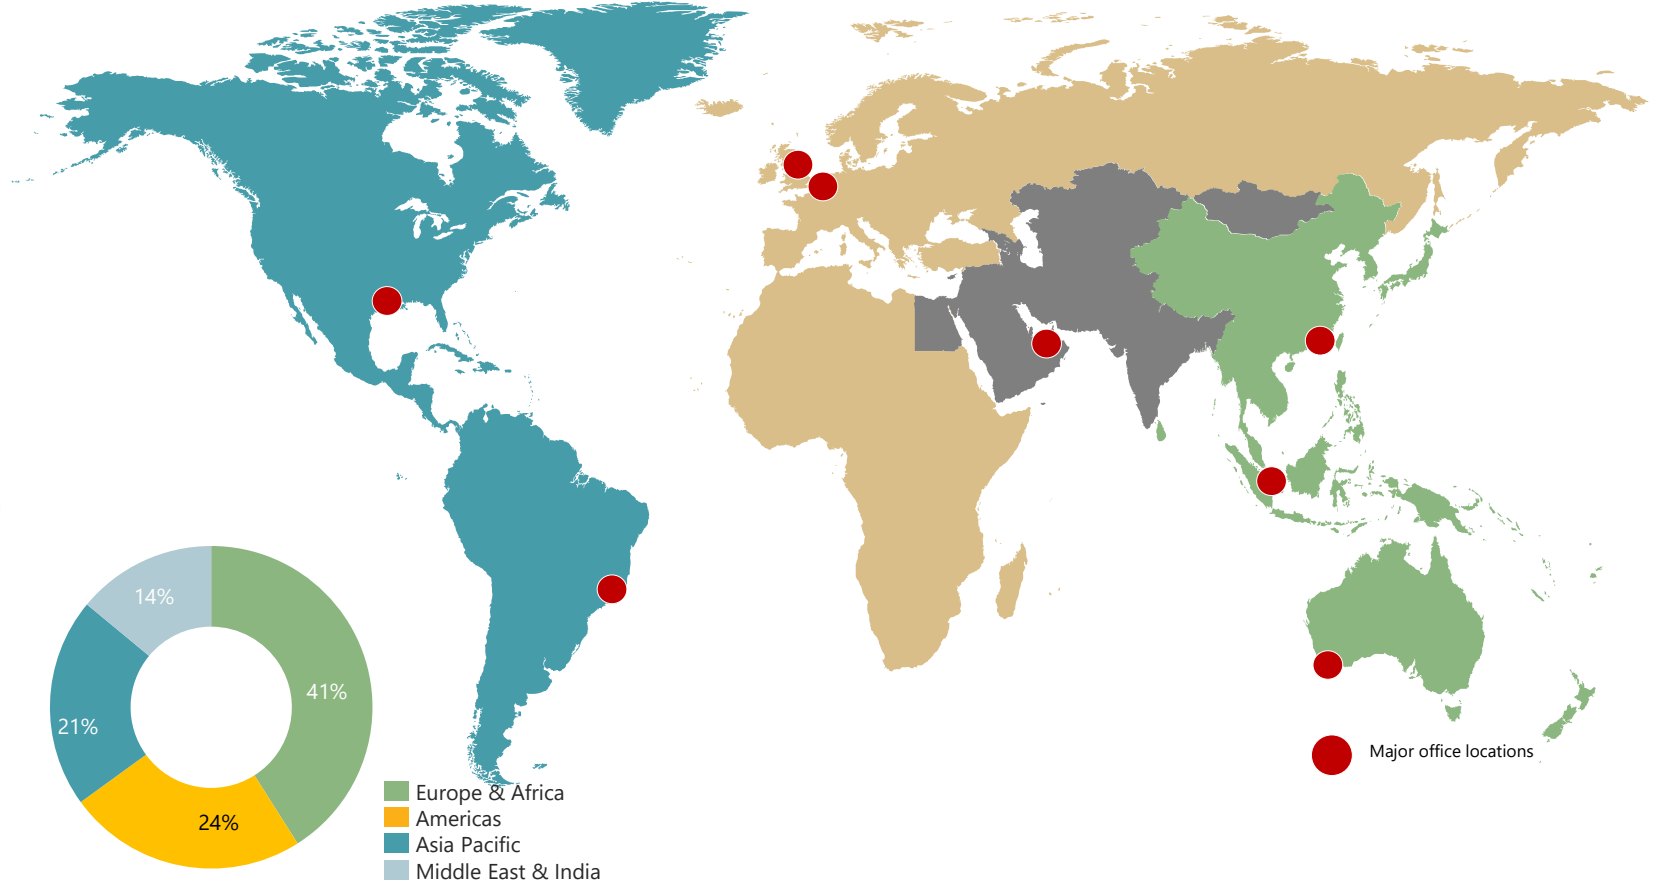 14%
41%
21%
24%
Major office locations
Europe & Africa
Americas
Asia Pacific
Middle East & India